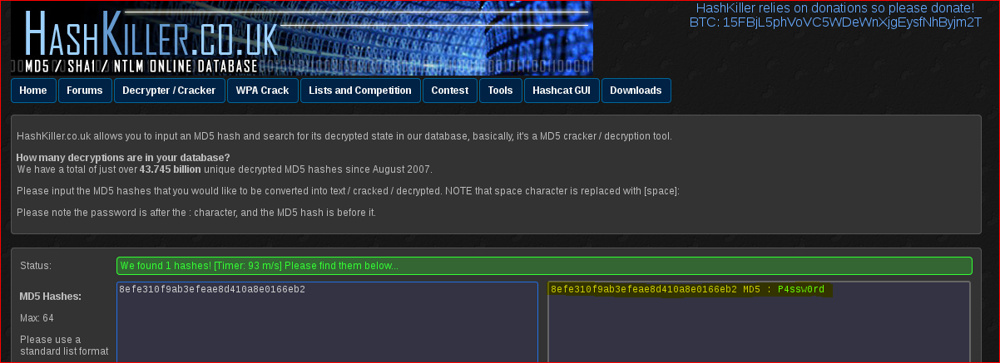 HASHKILLER.CO.UK
MD5 / SHA1 / NTLM ONLINE DATABASE
HashKiller relies on donations so please donate!
BTC: 15FBjL5phVoVC5WDeWnXjgEysfNhByjm2T
Home Forums Decrypter / Cracker WPA Crack Lists and Competition Contest Tools Hashcat GUI Downloads
HashKiller.co.uk allows you to input an MD5 hash and search for its decrypted state in our database, basically, it's a MD5 cracker / decryption tool.
How many decryptions are in your database?
We have a total of just over 43.745 billion unique decrypted MD5 hashes since August 2007.
Please input the MD5 hashes that you would like to be converted into text / cracked / decrypted. NOTE that space character is replaced with [space]:
Please note the password is after the : character, and the MD5 hash is before it.
Status:
We found 1 hashes! [Timer: 93 m/s] Please find them below...
MD5 Hashes:
Max: 64
Please use a
standard list format
8efe310f9ab3efeae8d410a8e0166eb2
8efe310f9ab3efeae8d410a8e0166eb2 MD5 : P4ssw0rd